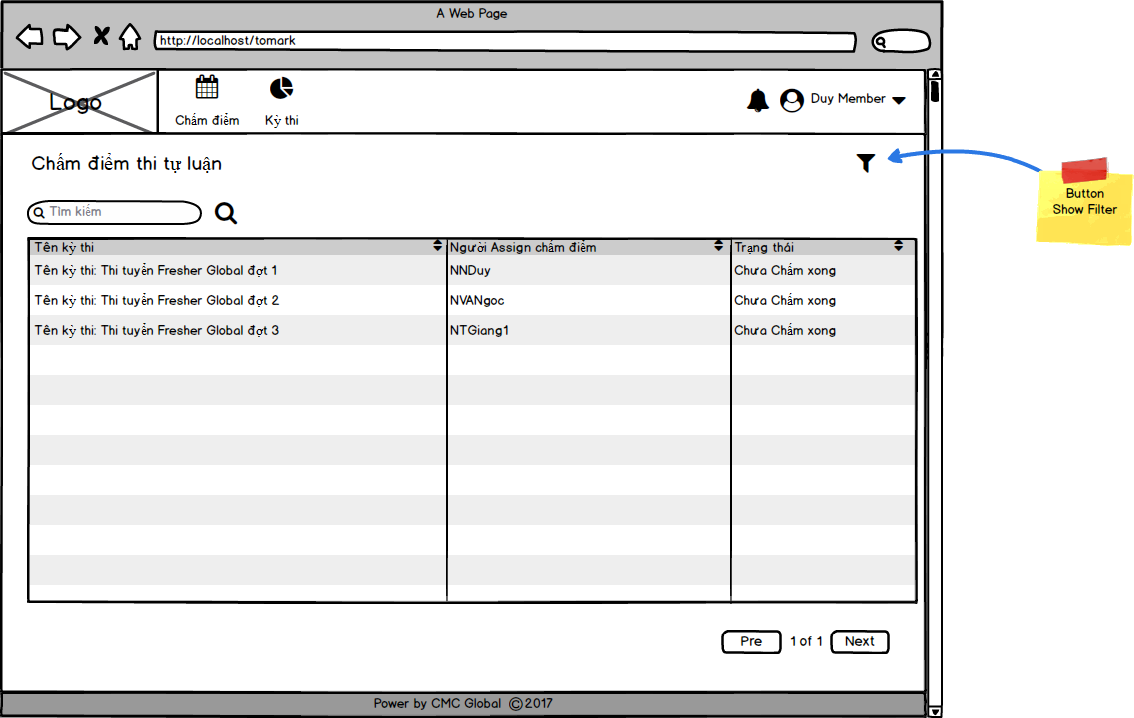 A Web Page
http://localhost/tomark
Logo
Chấm điểm
Kỳ thi
Duy Member
Chấm điểm thi tự luận
Button
Show Filter
Tìm kiếm
Tên kỳ thi
Người Assign chấm điểm
Trạng thái
Tên kỳ thi: Thi tuyển Fresher Global đợt 1
NNDuy
Chưa Chấm xong
Tên kỳ thi: Thi tuyển Fresher Global đợt 2
NVANgoc
Chưa Chấm xong
Tên kỳ thi: Thi tuyển Fresher Global đợt 3
NTGiang1
Chưa Chấm xong
Pre
1 of 1
Next
Power by CMC Global ©2017